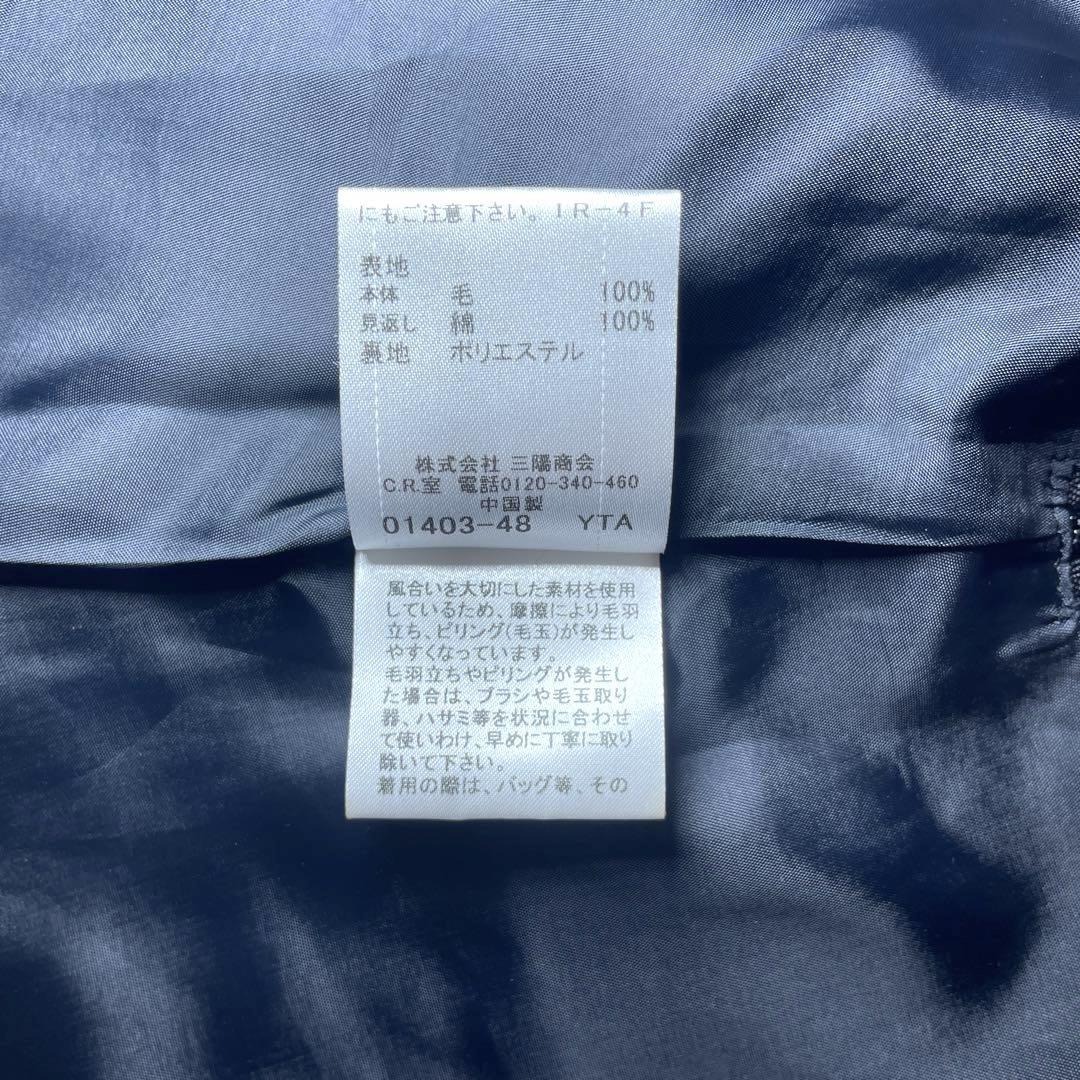 にもご注意下さい。IR-4F
表地
本体 毛 100%
見返し 綿 100%
裏地 ポリエステル
株式会社 三陽商会
C.R.室 電話0120-340-460
中国製
01403-48 YTA
風合いを大切にした素材を使用
しているため、摩擦により毛羽
立ち、ピリング(毛玉)が発生し
やすくなっています。
毛羽立ちやピリングが発生し
た場合は、ブラシや毛玉取り
器、ハサミ等を状況に合わせ
て使いわけ、早めに丁寧に取り
除いて下さい。
着用の際は、バッグ等、その